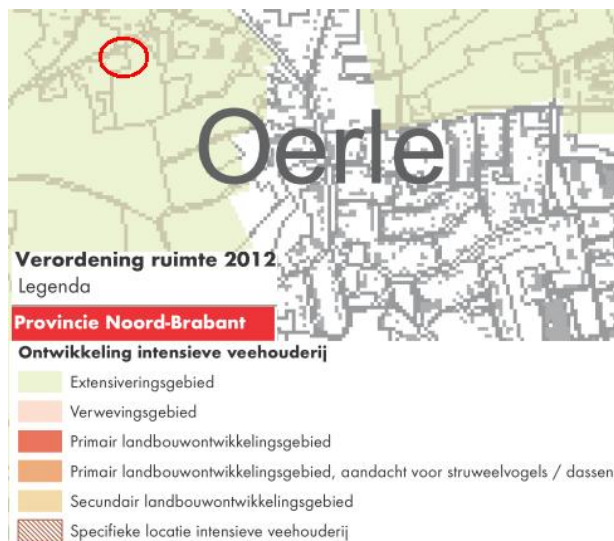 Oerle
Verordening ruimte 2012
Legenda
Provincie Noord-Brabant
Ontwikkeling intensieve veehouderij
Extensiveringsgebied
Verwevingsgebied
Primair landbouwontwikkelingsgebied
Primair landbouwontwikkelingsgebied, aandacht voor struweelvogels / dassen
Secundair landbouwontwikkelingsgebied
Specifieke locatie intensieve veehouderij